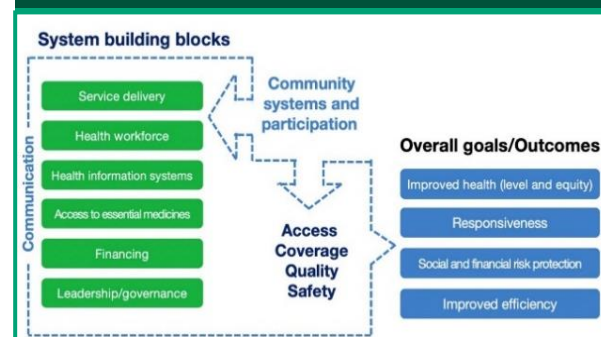 System building blocks
Communication
Service delivery
Health workforce
Health information systems
Access to essential medicines
Financing
Leadership/governance
Community
systems and
participation
Access
Coverage
Quality
Safety
Overall goals/Outcomes
Improved health (level and equity)
Responsiveness
Social and financial risk protection
Improved efficiency